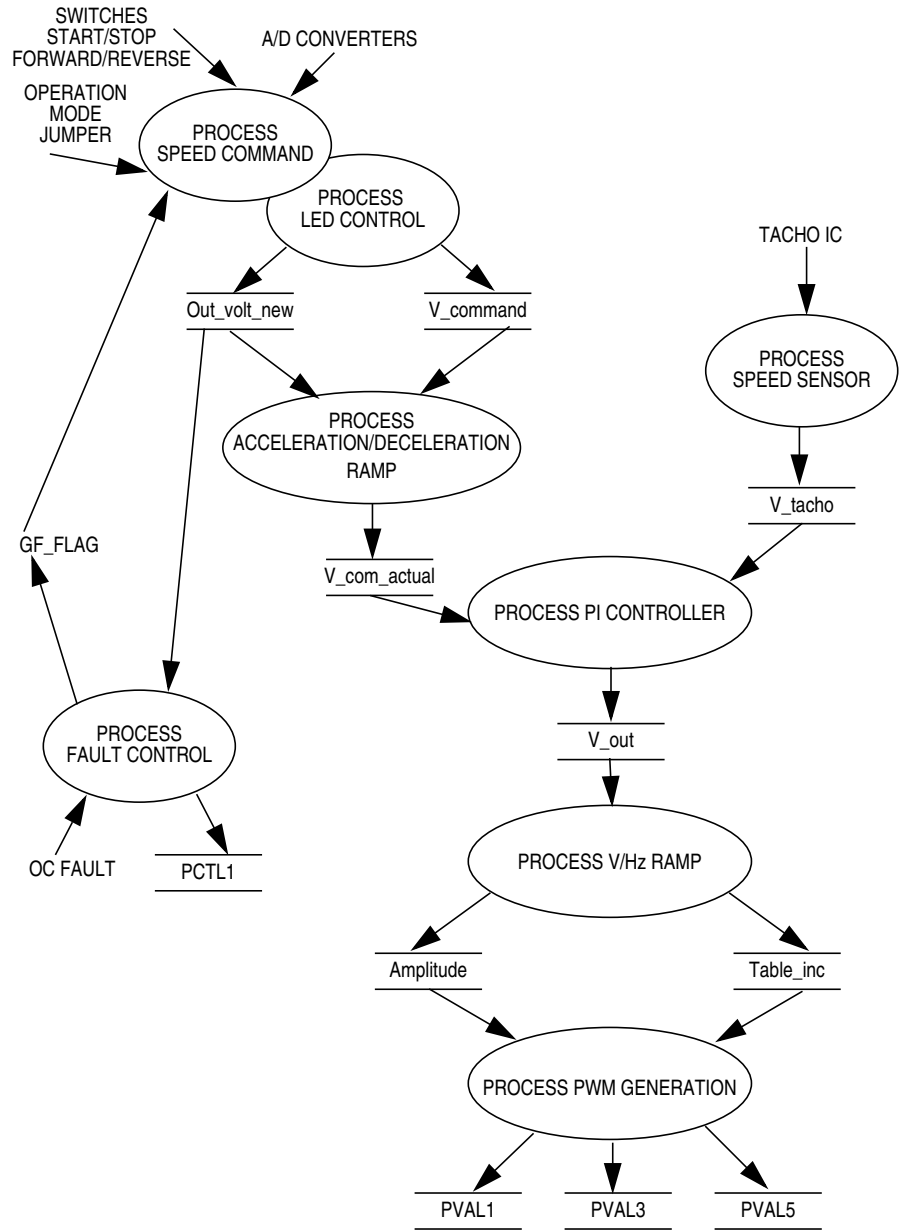 SWITCHES
START/STOP
FORWARD/REVERSE
A/D CONVERTERS
OPERATION
MODE
JUMPER
PROCESS
SPEED COMMAND
PROCESS
LED CONTROL
TACHO IC
Out_volt_new
V_command
PROCESS
SPEED SENSOR
PROCESS
ACCELERATION/DECELERATION
RAMP
V_tacho
GF_FLAG
V_com_actual
PROCESS PI CONTROLLER
PROCESS
FAULT CONTROL
V_out
OC FAULT
PCTL1
PROCESS V/Hz RAMP
Amplitude
Table_inc
PROCESS PWM GENERATION
PVAL1
PVAL3
PVAL5